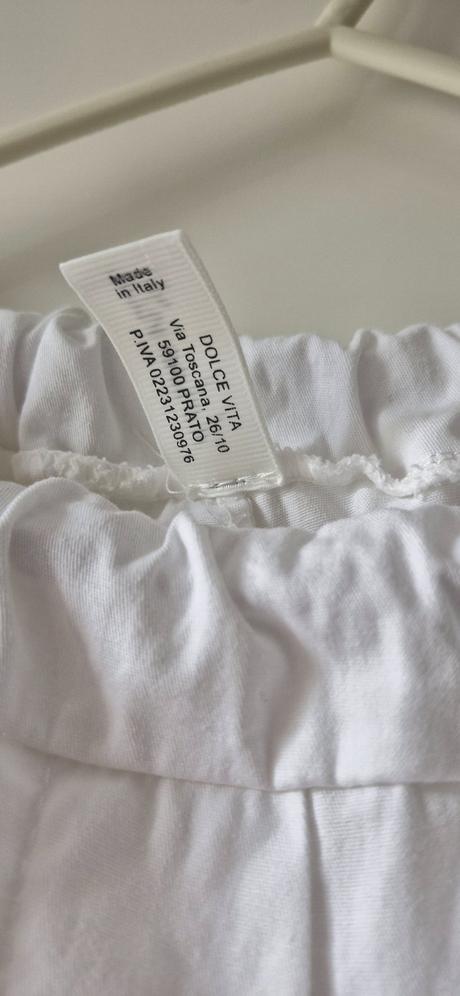 Made
in Italy
DOLCE VITA
Via Toscana, 26/10
59100 PRATO
P.IVA 02231230976